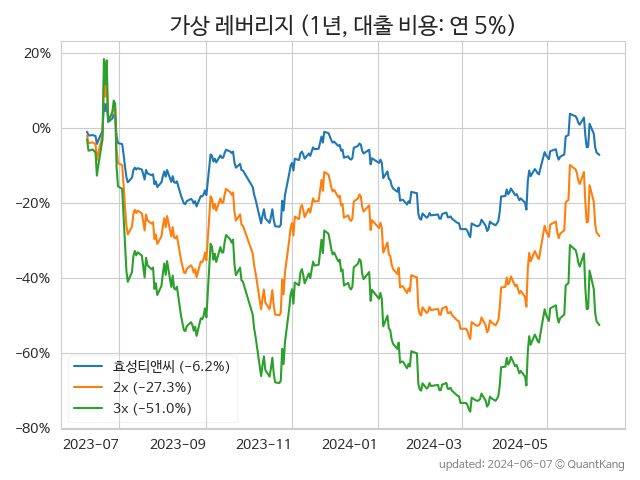 가상 레버리지 (1년, 대출 비용: 연 5%)
20%
0%
−20%
−40%
−60%
−80%
효성티앤씨 (−6.2%)
2x (−27.3%)
3x (−51.0%)
2023-07 2023-09 2023-11 2024-01 2024-03 2024-05
updated: 2024-06-07 © QuantKang